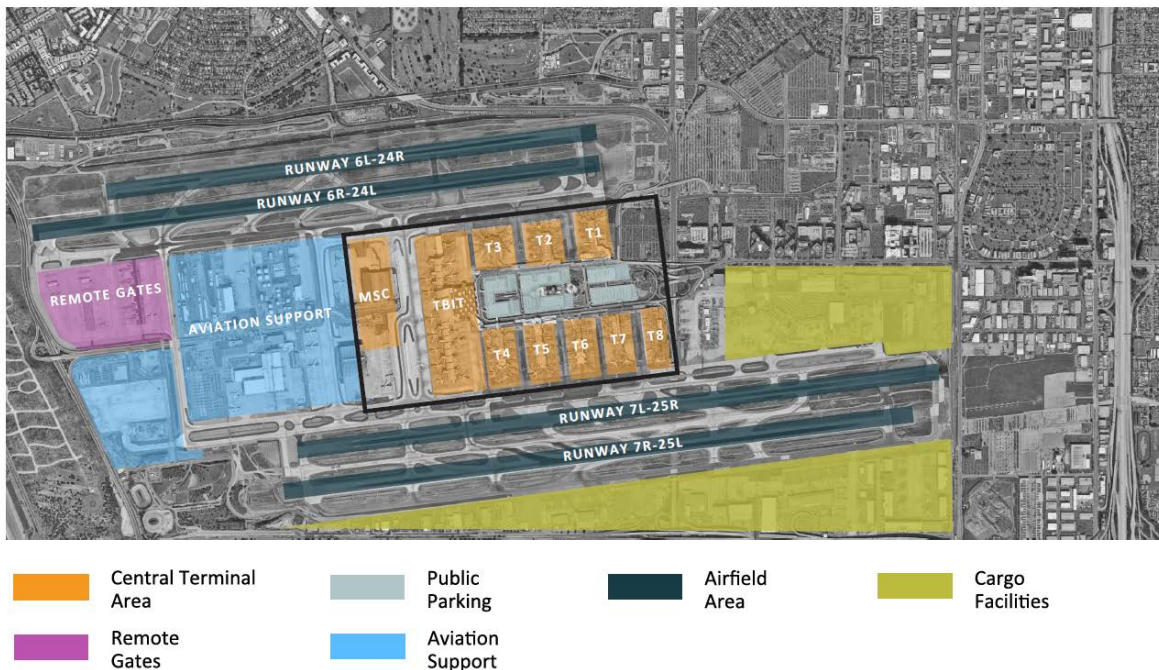 RUNWAY 6L-24R
RUNWAY 6R-24L
T3
T2
T1
REMOTE GATES
AVIATION SUPPORT
MSC
TBIT
T4
T5
T6
T7
T8
RUNWAY 7L-25R
RUNWAY 7R-25L
Central Terminal
Area
Public
Parking
Airfield
Area
Cargo
Facilities
Remote
Gates
Aviation
Support